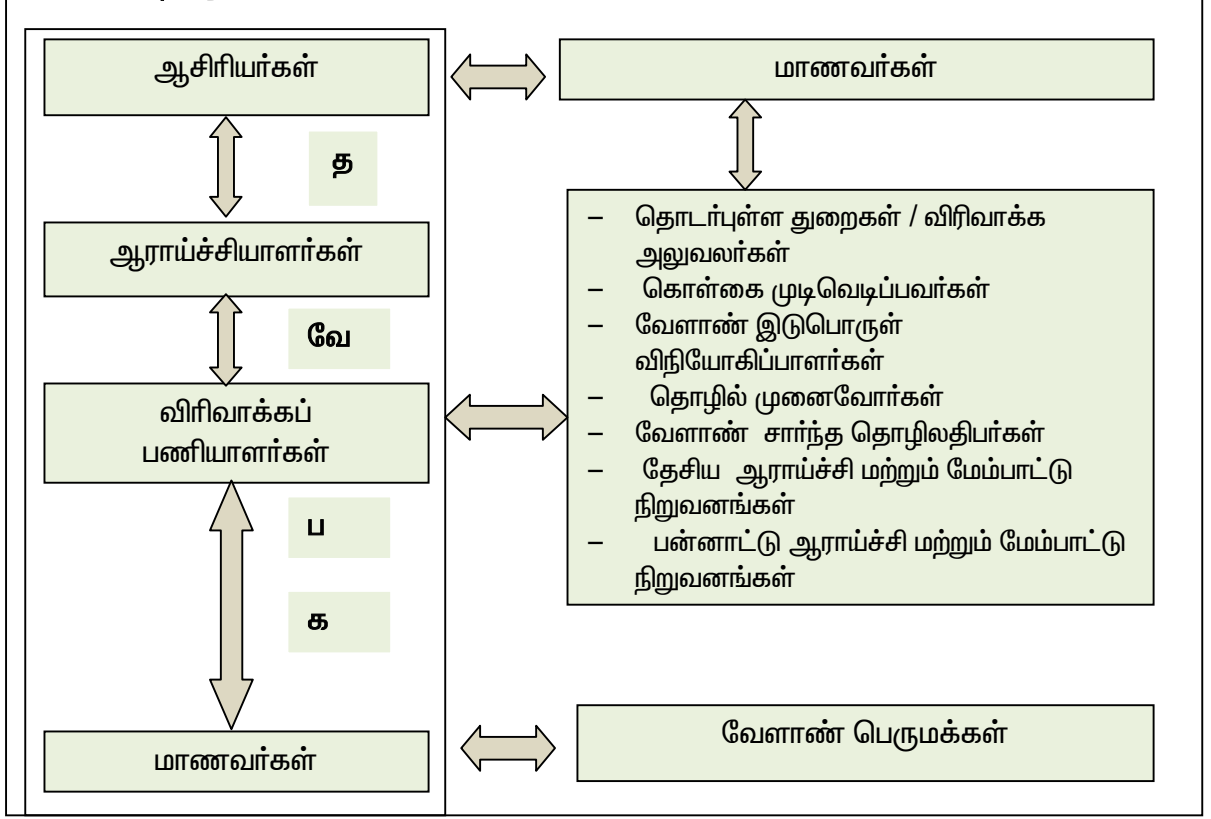 ஆசிரியர்கள்
மாணவர்கள்
த
ஆராய்ச்சியாளர்கள்
வே
விரிவாக்கப்
பணியாளர்கள்
ப
க
மாணவர்கள்
– தொடர்புள்ள துறைகள் / விரிவாக்க
அலுவலர்கள்
– கொள்கை முடிவெடிப்பவர்கள்
– வேளாண் இடுபொருள்
விநியோகிப்பாளர்கள்
– தொழில் முனைவோர்கள்
– வேளாண் சார்ந்த தொழிலதிபர்கள்
– தேசிய ஆராய்ச்சி மற்றும் மேம்பாட்டு
நிறுவனங்கள்
– பன்னாட்டு ஆராய்ச்சி மற்றும் மேம்பாட்டு
நிறுவனங்கள்
வேளாண் பெருமக்கள்